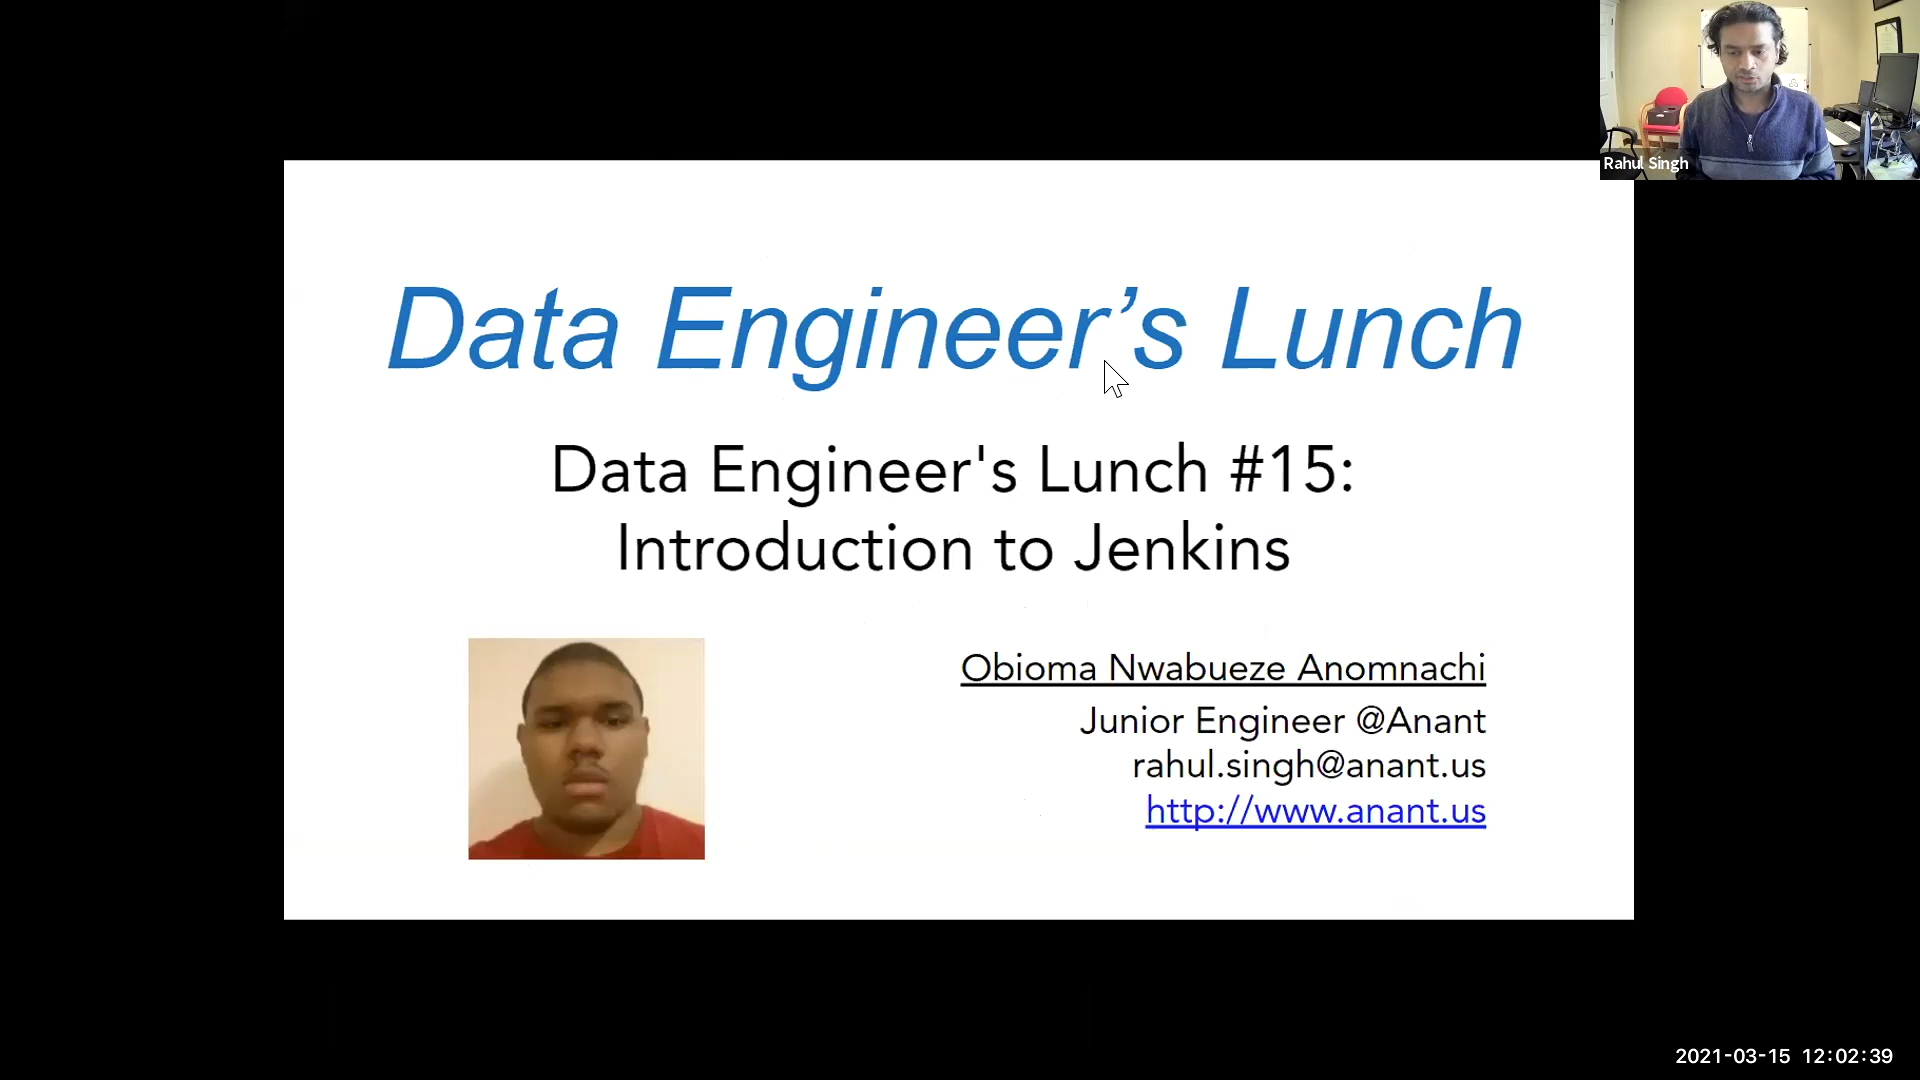 Rahul Singh
Data Engineer’s Lunch
Data Engineer's Lunch #15:
Introduction to Jenkins
Obioma Nwabueze Anomnachi
Junior Engineer @Anant
rahul.singh@anant.us
http://www.anant.us
2021-03-15 12:02:39